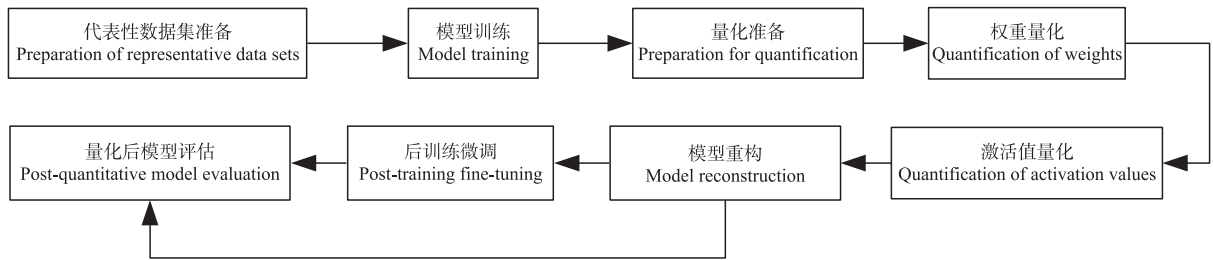 代表性数据集准备
Preparation of representative data sets
模型训练
Model training
量化准备
Preparation for quantification
权重量化
Quantification of weights
激活值量化
Quantification of activation values
模型重构
Model reconstruction
后训练微调
Post-training fine-tuning
量化后模型评估
Post-quantitative model evaluation